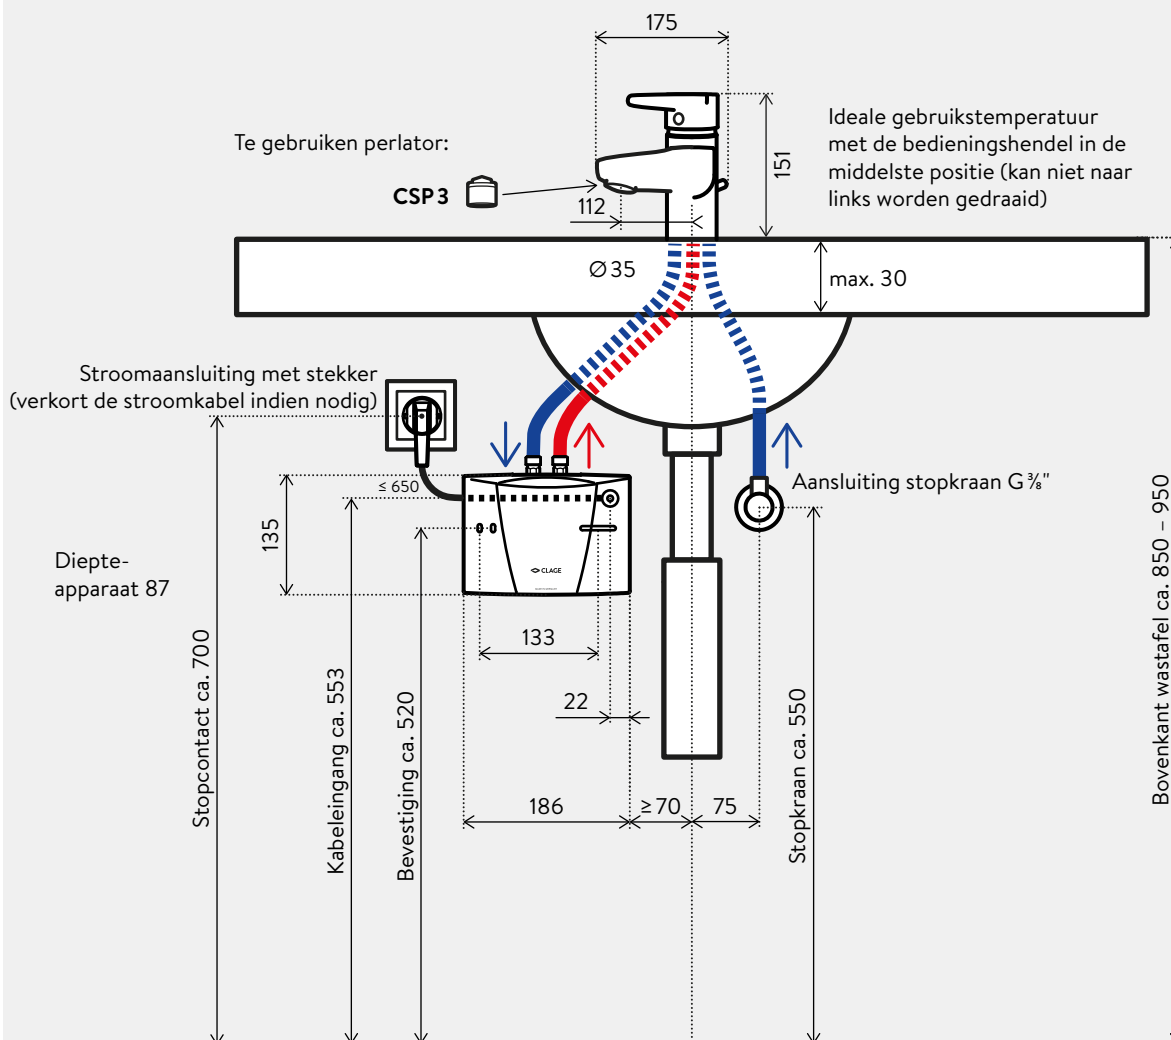 175
Ideale gebruikstemperatuur
met de bedieningshendel in de
middelste positie (kan niet naar
links worden gedraaid)
Te gebruiken perlator:
151
CSP 3
112
Ø 35
max. 30
Stroomaansluiting met stekker
(verkort de stroomkabel indien nodig)
≤ 650
Aansluiting stopkraan G ⅜"
135
Diepte-
apparaat 87
CLAGE
133
22
186
≥ 70
75
Stopcontact ca. 700
Kabeleingang ca. 553
Bevestiging ca. 520
Stopkraan ca. 550
Bovenkant wastafel ca. 850 – 950